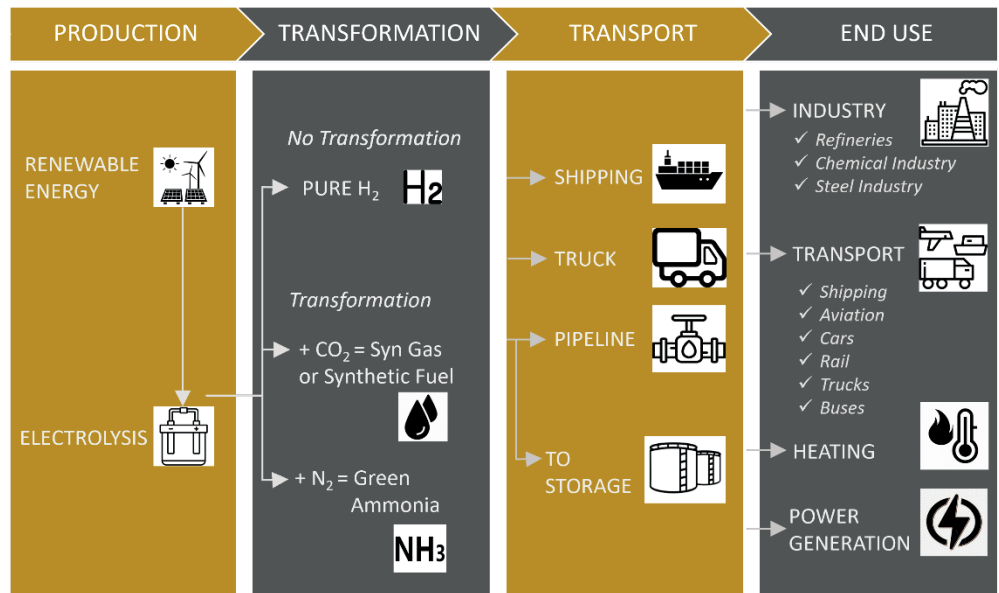 PRODUCTION
TRANSFORMATION
TRANSPORT
END USE
RENEWABLE
ENERGY
ELECTROLYSIS
No Transformation
PURE H₂
H2
Transformation
+ CO₂ = Syn Gas
or Synthetic Fuel
+ N₂ = Green
Ammonia
NH3
SHIPPING
TRUCK
PIPELINE
TO
STORAGE
INDUSTRY
✓ Refineries
✓ Chemical Industry
✓ Steel Industry
TRANSPORT
✓ Shipping
✓ Aviation
✓ Cars
✓ Rail
✓ Trucks
✓ Buses
HEATING
POWER
GENERATION